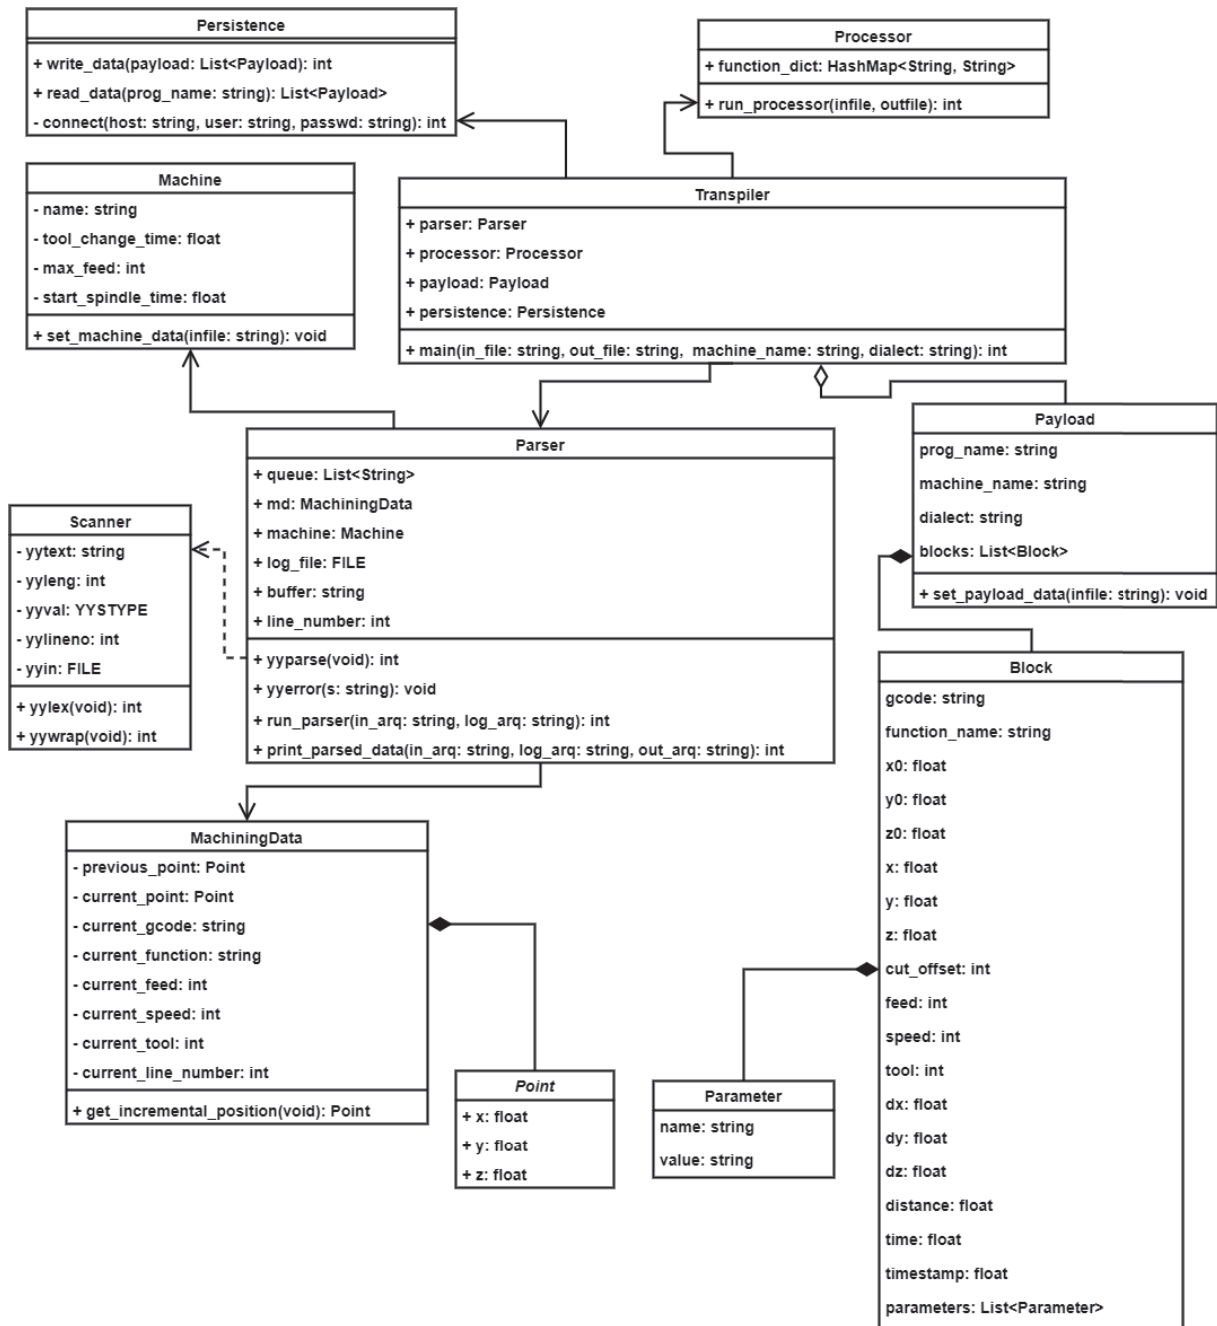 Persistence
+ write_data(payload: List<Payload): int
+ read_data(prog_name: string): List<Payload>
- connect(host: string, user: string, passwd: string): int
Processor
+ function_dict: HashMap<String, String>
+ run_processor(infile, outfile): int
Machine
- name: string
- tool_change_time: float
- max_feed: int
- start_spindle_time: float
+ set_machine_data(infile: string): void
Transpiler
+ parser: Parser
+ processor: Processor
+ payload: Payload
+ persistence: Persistence
+ main(in_file: string, out_file: string, machine_name: string, dialect: string): int
Parser
+ queue: List<String>
+ md: MachiningData
+ machine: Machine
+ log_file: FILE
+ buffer: string
+ line_number: int
+ yyparse(void): int
+ yyerror(s: string): void
+ run_parser(in_arq: string, log_arq: string): int
+ print_parsed_data(in_arq: string, log_arq: string, out_arq: string): int
Payload
prog_name: string
machine_name: string
dialect: string
blocks: List<Block>
+ set_payload_data(infile: string): void
Scanner
- yytext: string
- yyleng: int
- yyval: YYSTYPE
- yylineno: int
- yyin: FILE
+ yylex(void): int
+ yywrap(void): int
Block
gcode: string
function_name: string
x0: float
y0: float
z0: float
x: float
y: float
z: float
cut_offset: int
feed: int
speed: int
tool: int
dx: float
dy: float
dz: float
distance: float
time: float
timestamp: float
parameters: List<Parameter>
MachiningData
- previous_point: Point
- current_point: Point
- current_gcode: string
- current_function: string
- current_feed: int
- current_speed: int
- current_tool: int
- current_line_number: int
+ get_incremental_position(void): Point
Point
+ x: float
+ y: float
+ z: float
Parameter
name: string
value: string